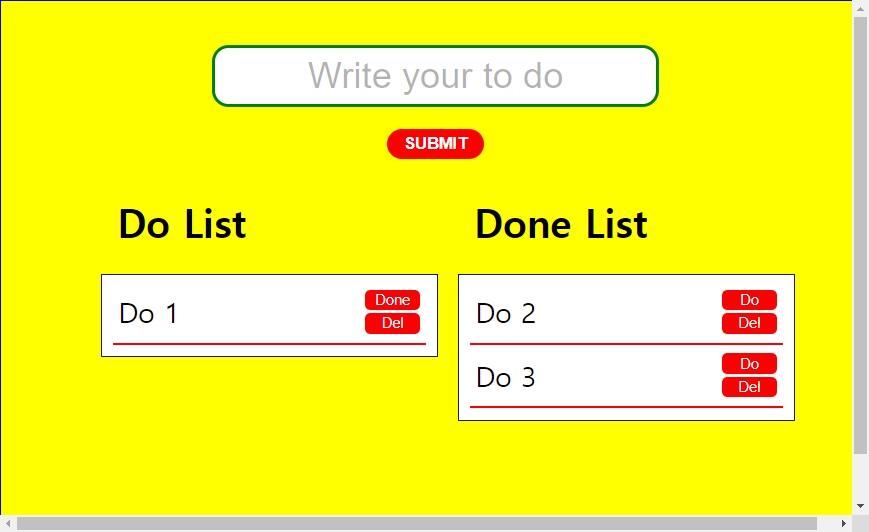 Write your to do
SUBMIT
Do List
Done List
Do 1
Done
Del
Do 2
Do
Del
Do 3
Do
Del